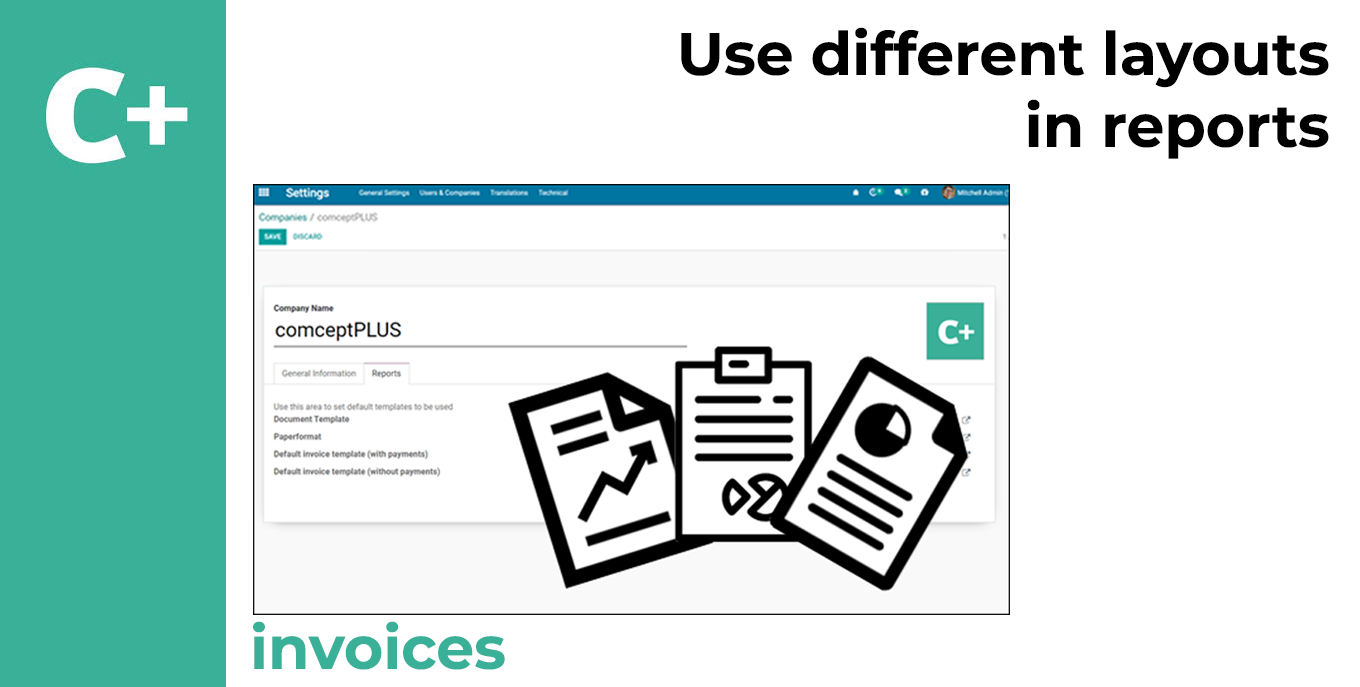 C+
Use different layouts
in reports
Settings General Settings Users & Companies Translations Technical Mitchell Admin (
Companies / comceptPLUS
SAVE DISCARD
1
Company Name
comceptPLUS
C+
General Information Reports
Use this area to set default templates to be used
Document Template
Paperformat
Default invoice template (with payments)
Default invoice template (without payments)
invoices